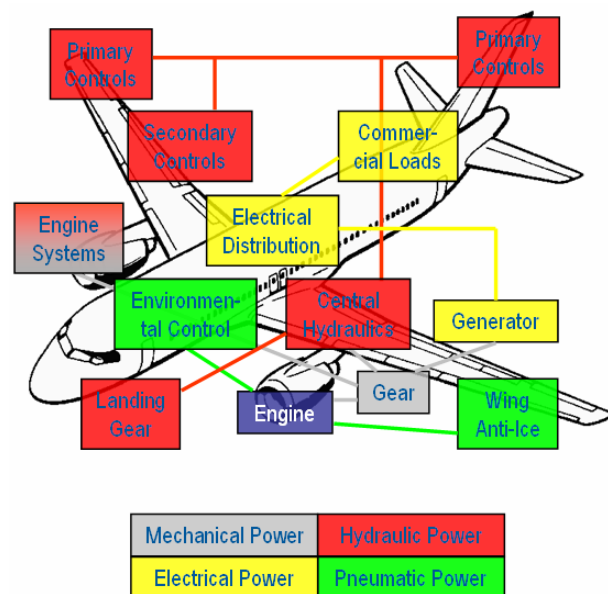 Primary
Controls
Primary
Controls
Secondary
Controls
Commer-
cial Loads
Engine
Systems
Electrical
Distribution
Environmen-
tal Control
Central
Hydraulics
Generator
Landing
Gear
Engine
Gear
Wing
Anti-Ice
Mechanical Power
Hydraulic Power
Electrical Power
Pneumatic Power